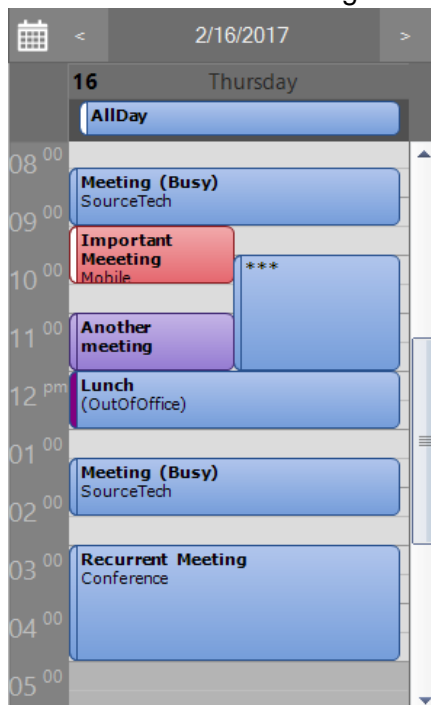 < 2/16/2017 >
16 Thursday
AllDay
08 00
Meeting (Busy)
SourceTech
09 00
Important
Meeeting
Mobile
***
10 00
11 00
Another
meeting
12 pm
Lunch
(OutOfOffice)
01 00
Meeting (Busy)
SourceTech
02 00
03 00
Recurrent Meeting
Conference
04 00
05 00